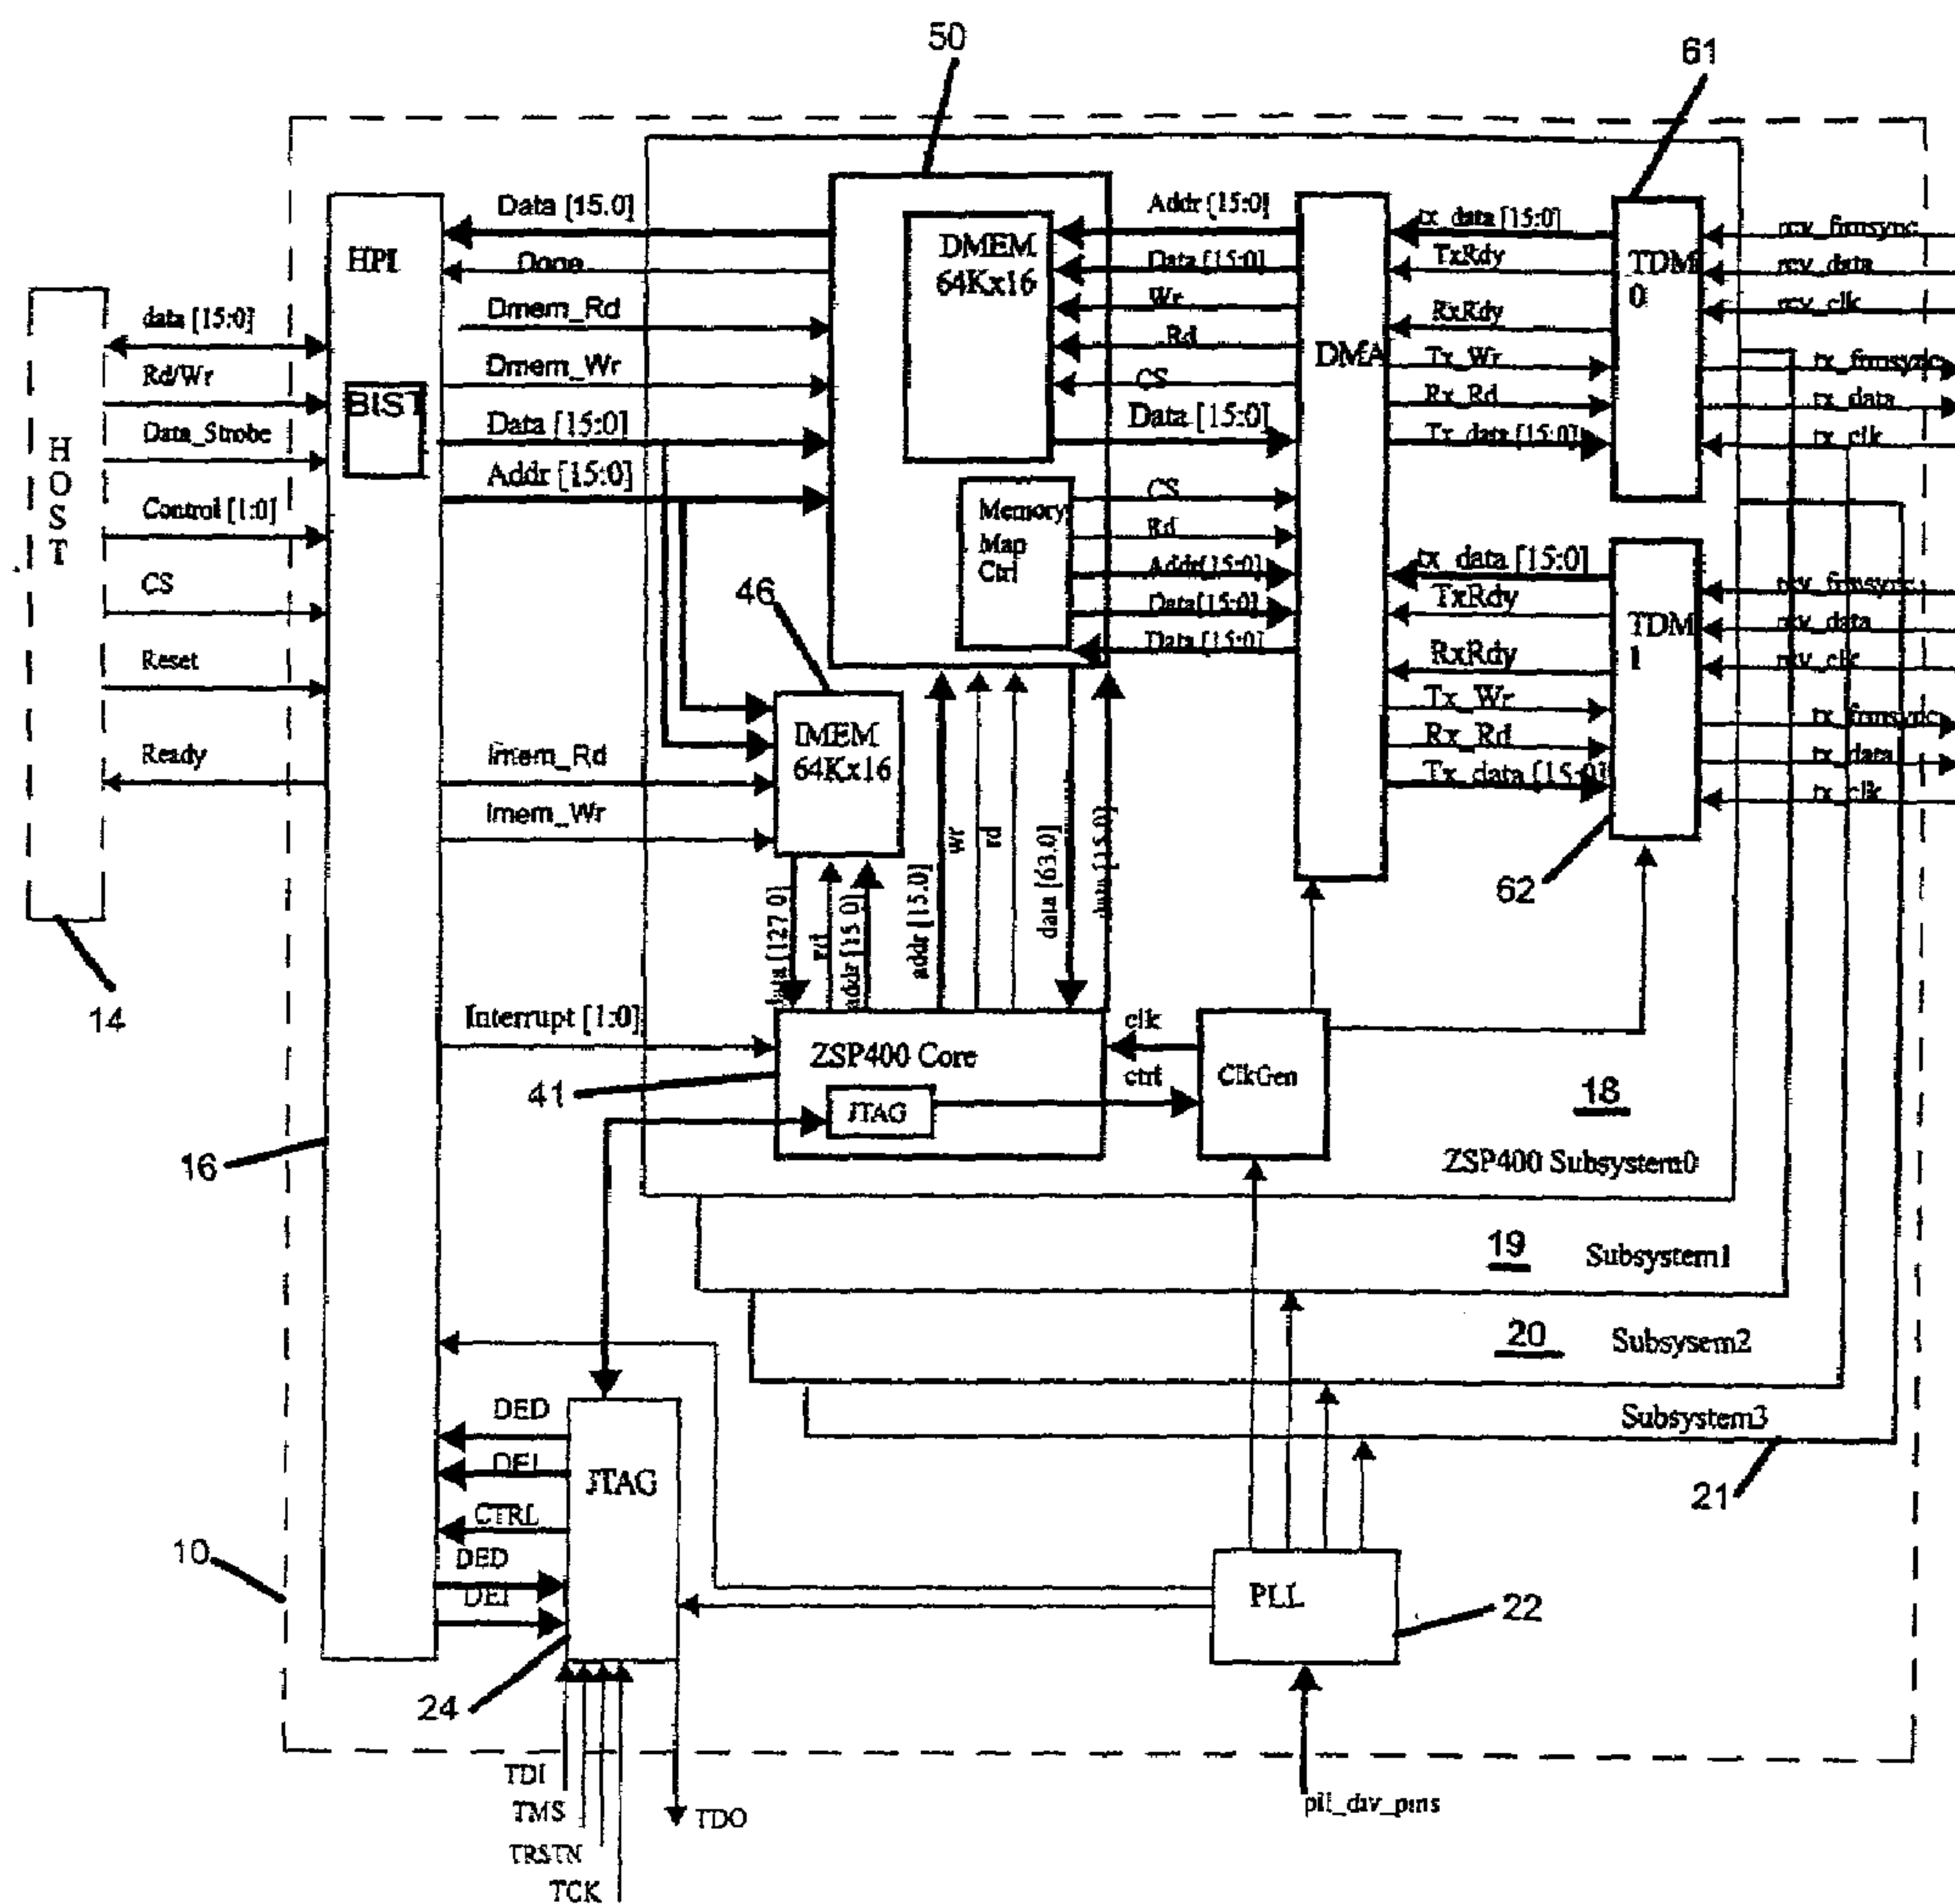 50
61
HPI
BIST
Data [15.0]
Done
Dmem_Rd
Dmem_Wr
Data [15:0]
Addr [15:0]
DMEM
64Kx16
Memory
Map
Ctrl
Addr [15:0]
Data [15:0]
Wr
Rd
CS
Data [15:0]
CS
Rd
Addr[15:0]
Data[15:0]
Data [15:0]
DMA
tx_data [15:0]
TxRdy
RxRdy
Tx_Wr
Rx_Rd
Tx_data [15:0]
TDM
0
rcv_frmsync
rcv_data
rcv_clk
tx_frmsync
tx_data
tx_clk
HOST
data [15:0]
Rd/Wr
Data_Strobe
Control [1:0]
CS
Reset
Ready
14
46
IMEM
64Kx16
Imem_Rd
Imem_Wr
tx_data [15:0]
TxRdy
RxRdy
Tx_Wr
Rx_Rd
Tx_data [15:0]
TDM
1
rcv_frmsync
rcv_data
rcv_clk
tx_frmsync
tx_data
tx_clk
62
data [127:0]
rd
addr [15:0]
addr [15.0]
wr
rd
data [63.0]
[15.0]
Interrupt [1:0]
ZSP400 Core
41
JTAG
clk
ctrl
ClkGen
18
ZSP400 Subsystem0
16
19 Subsystem1
20 Subsysem2
Subsystem3
21
DED
DEI
CTRL
DED
DEI
JTAG
10
24
PLL
22
TDI
TMS
TRSTN
TCK
TDO
pll_div_pins